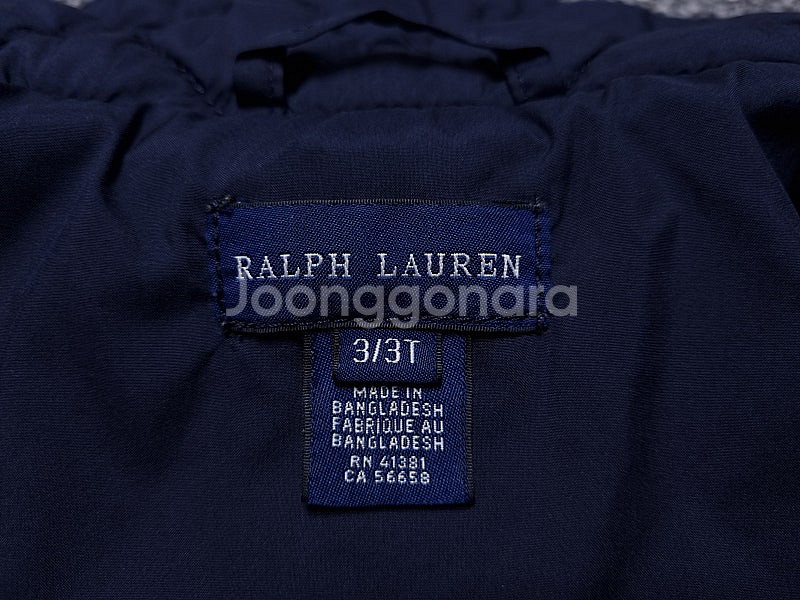 RALPH LAUREN
Joonggonara
3/3T
MADE IN
BANGLADESH
FABRIQUE AU
BANGLADESH
RN 41381
CA 56658